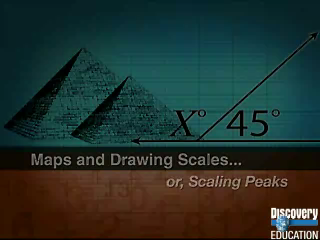 X° 45°
Maps and Drawing Scales...
or, Scaling Peaks
Discovery
EDUCATION